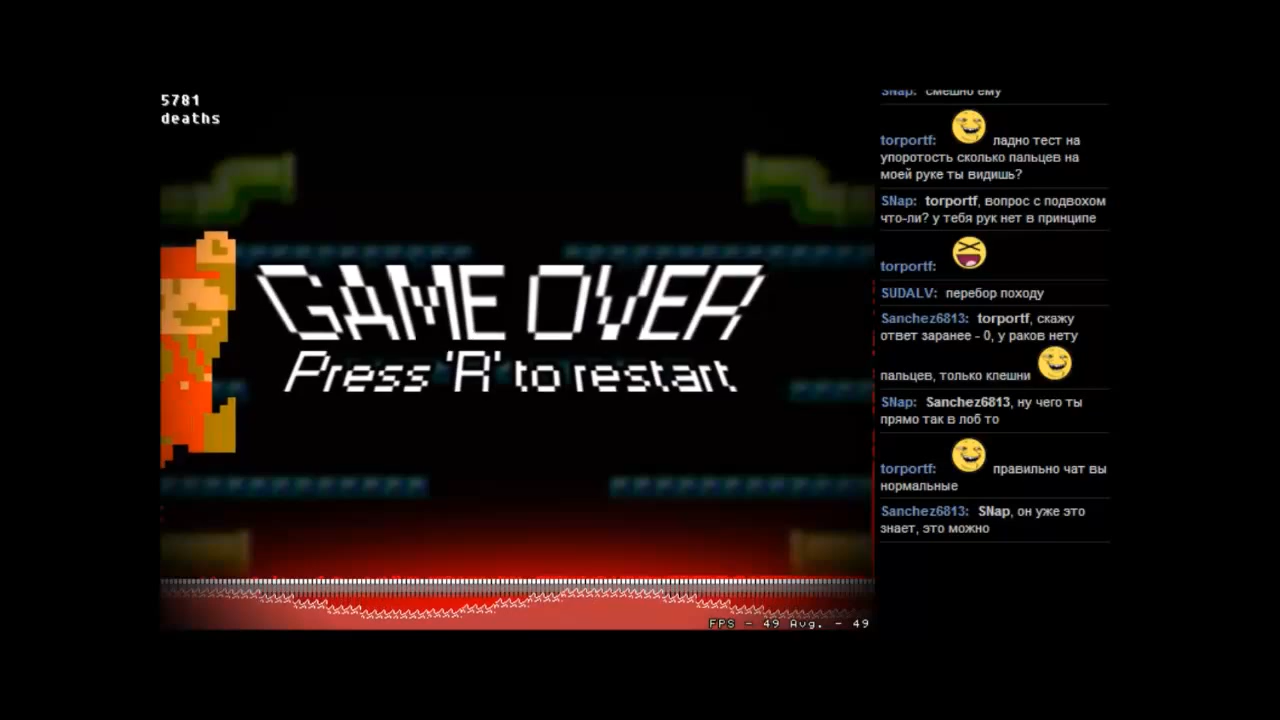 5781
deaths
GAME OVER
Press 'R' to restart
FPS - 49 Avg. - 49
SNap: смешно ему
torportf: ладно тест на
упоротость сколько пальцев на
моей руке ты видишь?
SNap: torportf, вопрос с подвохом
что-ли? у тебя рук нет в принципе
torportf:
SUDALV: перебор походу
Sanchez6813: torportf, скажу
ответ заранее - 0, у раков нету
пальцев, только клешни
SNap: Sanchez6813, ну чего ты
прямо так в лоб то
torportf: правильно чат вы
нормальные
Sanchez6813: SNap, он уже это
знает, это можно